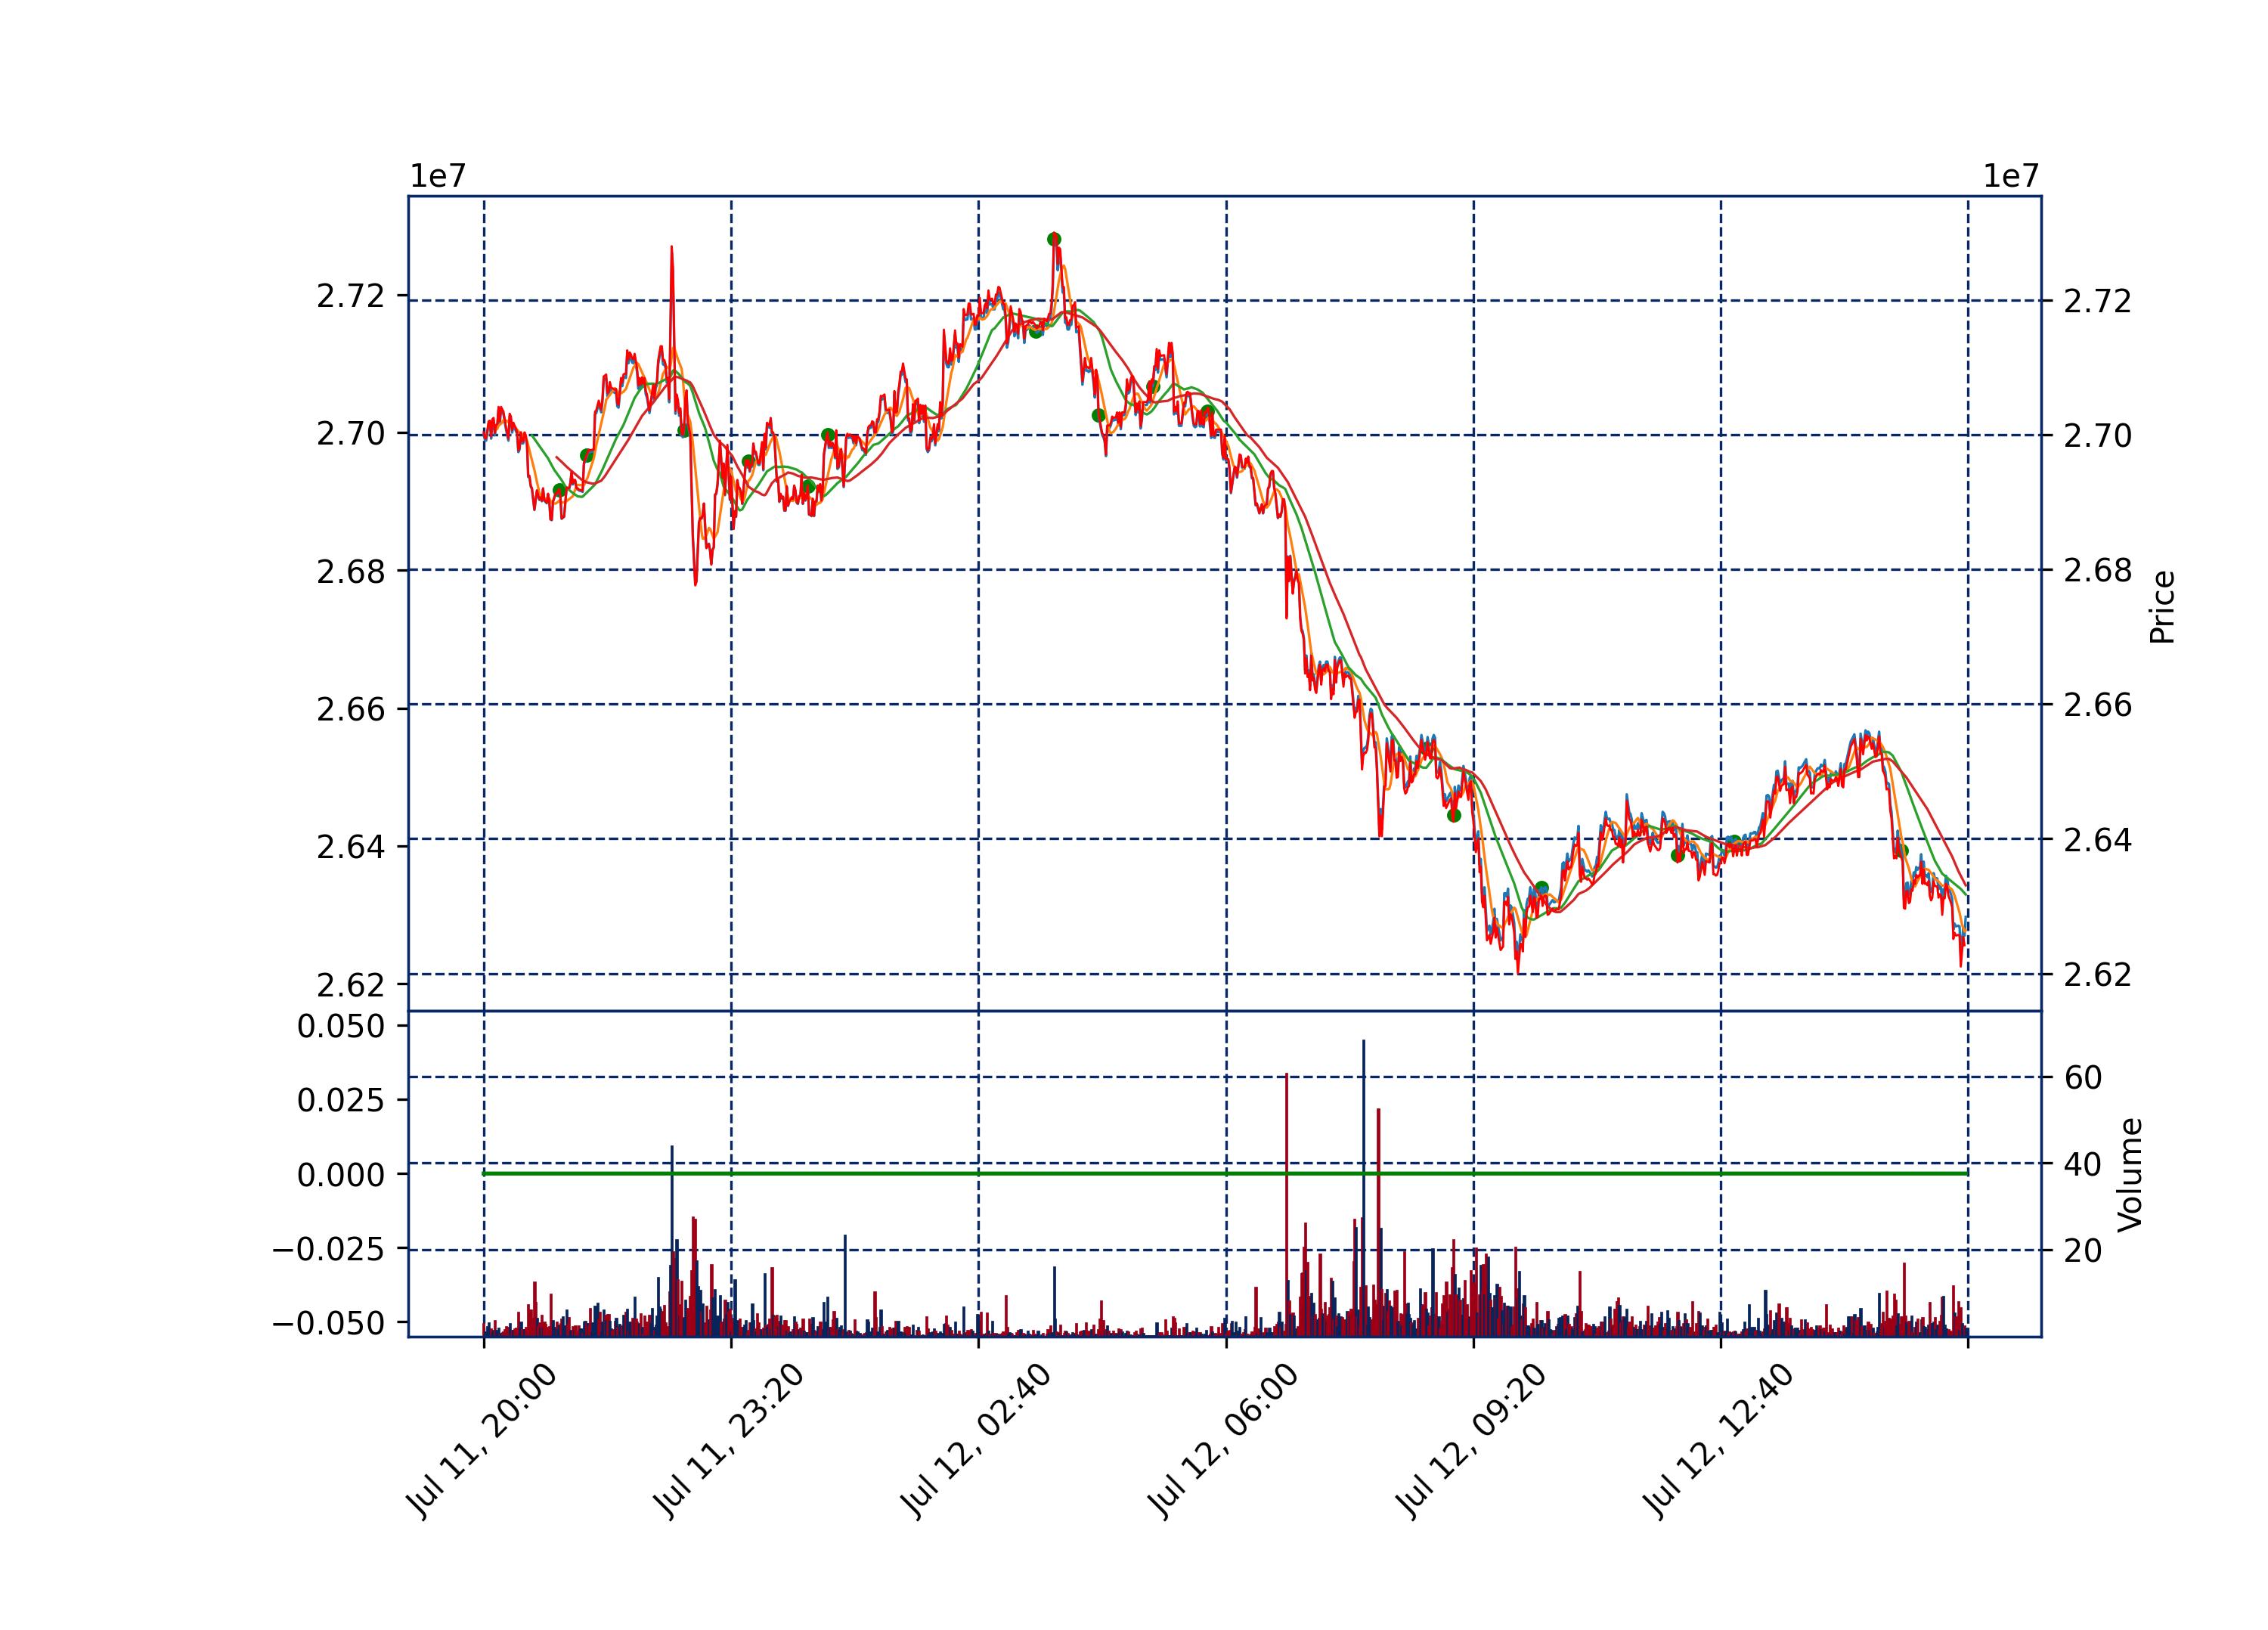 1e7 1e7
2.72 2.72
2.70 2.70
2.68 2.68
Price
2.66 2.66
2.64 2.64
2.62 2.62
0.050
60
0.025
0.000 40
Volume
−0.025 20
−0.050
Jul 11, 20:00
Jul 11, 23:20
Jul 12, 02:40
Jul 12, 06:00
Jul 12, 09:20
Jul 12, 12:40